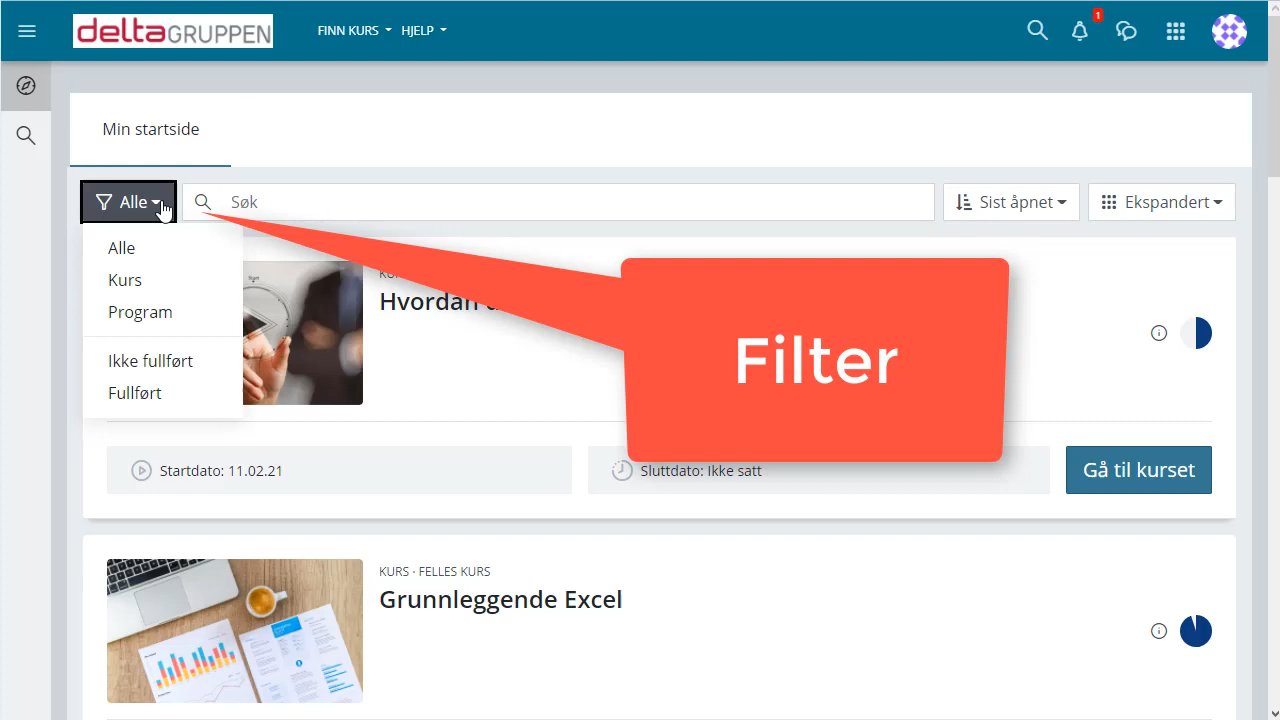 deltaGRUPPEN
FINN KURS
HJELP
1
Min startside
Alle
Søk
Sist åpnet
Ekspandert
Alle
Kurs
Program
Ikke fullført
Fullført
Hvordan
Filter
Startdato: 11.02.21
Sluttdato: Ikke satt
Gå til kurset
KURS · FELLES KURS
Grunnleggende Excel